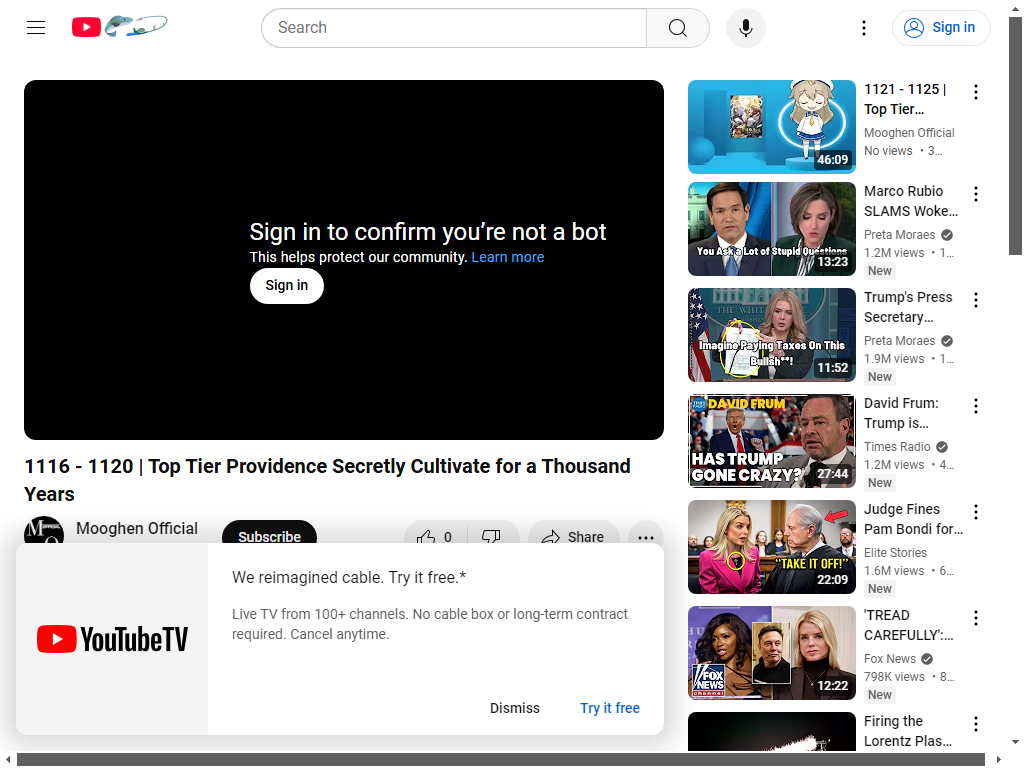 Search
Sign in
Sign in to confirm you’re not a bot
This helps protect our community. Learn more
Sign in
1116 - 1120 | Top Tier Providence Secretly Cultivate for a Thousand
Years
Mooghen Official
Subscribe
0
Share
YouTubeTV
We reimagined cable. Try it free.*
Live TV from 100+ channels. No cable box or long-term contract
required. Cancel anytime.
Dismiss
Try it free
46:09
1121 - 1125 |
Top Tier…
Mooghen Official
No views • 3…
You Ask a Lot of Stupid Questions
13:23
Marco Rubio
SLAMS Woke…
Preta Moraes
1.2M views • 1…
New
THE WHITE
Imagine Paying Taxes On This
Bullsh**!
11:52
Trump's Press
Secretary…
Preta Moraes
1.9M views • 1…
New
TIMES RADIO
DAVID FRUM
HAS TRUMP
GONE CRAZY?
27:44
David Frum:
Trump is…
Times Radio
1.2M views • 4…
New
"TAKE IT OFF!"
22:09
Judge Fines
Pam Bondi for…
Elite Stories
1.6M views • 6…
New
FOX
NEWS
channel
12:22
'TREAD
CAREFULLY':…
Fox News
798K views • 8…
New
Firing the
Lorentz Plas…